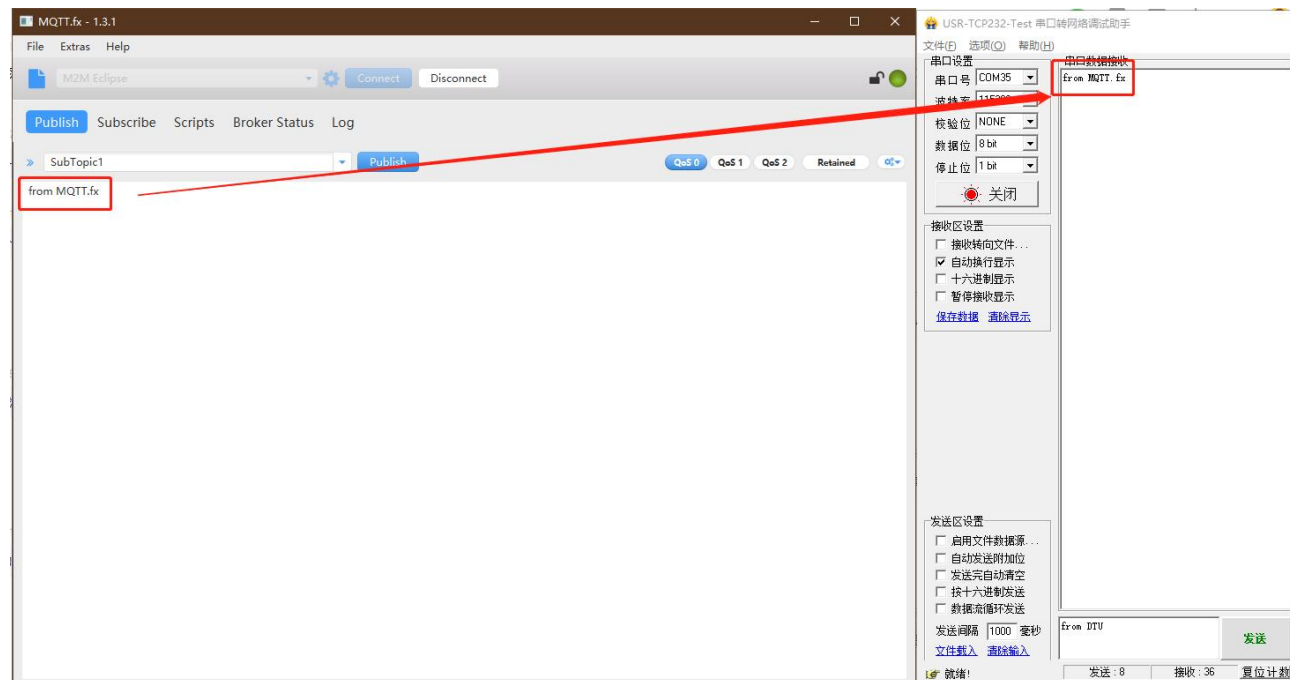 MQTT.fx - 1.3.1
File Extras Help
M2M Eclipse
Connect
Disconnect
Publish Subscribe Scripts Broker Status Log
SubTopic1
Publish
QoS 0 QoS 1 QoS 2 Retained
from MQTT.fx
USR-TCP232-Test 串口转网络调试助手
文件(F) 选项(O) 帮助(H)
串口设置
串口号 COM35
波特率
校验位 NONE
数据位 8 bit
停止位 1 bit
关闭
接收区设置
接收转向文件...
自动换行显示
十六进制显示
暂停接收显示
保存数据 清除显示
串口数据接收
from MQTT.fx
发送区设置
启用文件数据源...
自动发送附加位
发送完自动清空
按十六进制发送
数据流循环发送
发送间隔 1000 毫秒
文件载入 清除输入
from DTU
发送
就绪!
发送 : 8
接收 : 36
复位计数